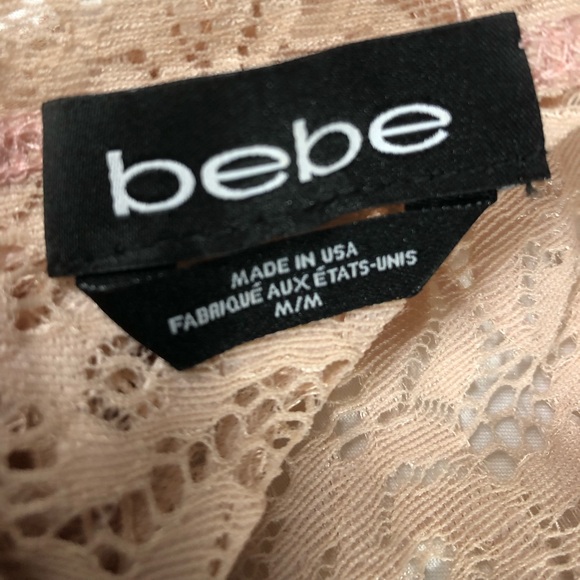 bebe
MADE IN USA
FABRIQUÉ AUX ÉTATS-UNIS
M/M